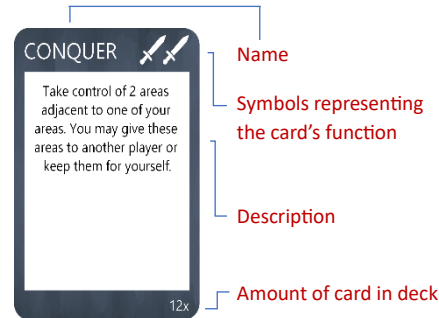 CONQUER
Take control of 2 areas
adjacent to one of your
areas. You may give these
areas to another player or
keep them for yourself.
12x
Name
Symbols representing
the card's function
Description
Amount of card in deck